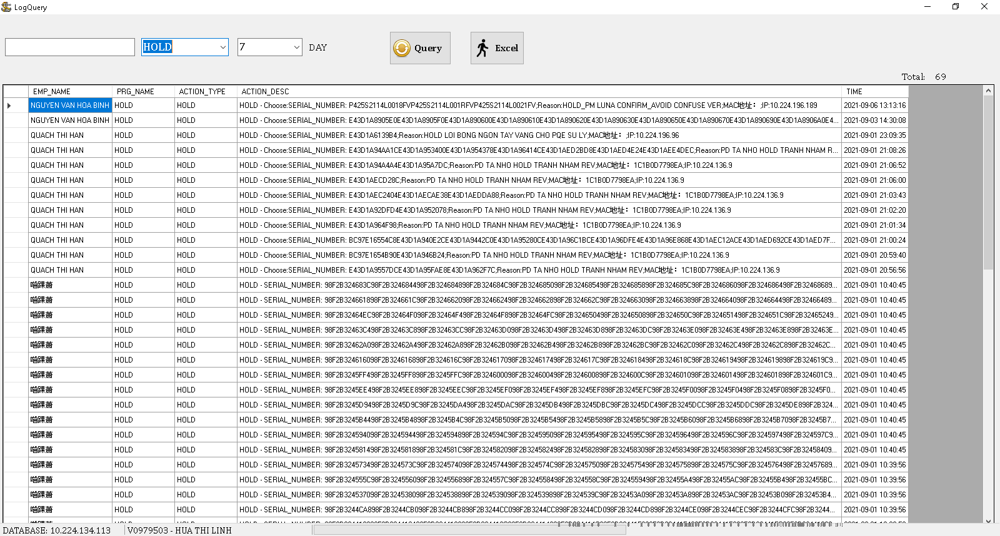 LogQuery
HOLD 7 DAY Query Excel
Total: 69
EMP_NAME PRG_NAME ACTION_TYPE ACTION_DESC TIME
NGUYEN VAN HOA BINH HOLD HOLD HOLD - Choose:SERIAL_NUMBER: P425S2114L0018FVP425S2114L001RFVP425S2114L0021FV;Reason:HOLD_PM LUNA CONFIRM_AVOID CONFUSE VER;MAC地址： ;IP:10.224.196.189 2021-09-06 13:13:16
NGUYEN VAN HOA BINH HOLD HOLD HOLD - Choose:SERIAL_NUMBER: E43D1A8905E0E43D1A8905F0E43D1A890600E43D1A890610E43D1A890620E43D1A890630E43D1A890650E43D1A890670E43D1A890690E43D1A8906A0E4... 2021-09-03 14:30:08
QUACH THI HAN HOLD HOLD HOLD - Choose:SERIAL_NUMBER: E43D1A6139B4;Reason:HOLD LOI BONG NGON TAY VANG CHO PQE SU LY;MAC地址： ;IP:10.224.196.96 2021-09-01 23:09:35
QUACH THI HAN HOLD HOLD HOLD - Choose:SERIAL_NUMBER: E43D1A94AA1CE43D1A953400E43D1A954378E43D1A96414CE43D1AED2BD8E43D1AED4E24E43D1AEE4DEC;Reason:PD TA NHO HOLD TRANH NHAM R... 2021-09-01 21:08:26
QUACH THI HAN HOLD HOLD HOLD - Choose:SERIAL_NUMBER: E43D1A94A4A4E43D1A95A7DC;Reason:PD TA NHO HOLD TRANH NHAM REV;MAC地址： 1C1B0D7798EA;IP:10.224.136.9 2021-09-01 21:06:52
QUACH THI HAN HOLD HOLD HOLD - Choose:SERIAL_NUMBER: E43D1AECD28C;Reason:PD TA NHO HOLD TRANH NHAM REV;MAC地址： 1C1B0D7798EA;IP:10.224.136.9 2021-09-01 21:06:00
QUACH THI HAN HOLD HOLD HOLD - Choose:SERIAL_NUMBER: E43D1AEC2404E43D1AECAE38E43D1AEDDA88;Reason:PD TA NHO HOLD TRANH NHAM REV;MAC地址： 1C1B0D7798EA;IP:10.224.136.9 2021-09-01 21:03:43
QUACH THI HAN HOLD HOLD HOLD - Choose:SERIAL_NUMBER: E43D1A92DFD4E43D1A952078;Reason:PD TA NHO HOLD TRANH NHAM REV;MAC地址： 1C1B0D7798EA;IP:10.224.136.9 2021-09-01 21:02:20
QUACH THI HAN HOLD HOLD HOLD - Choose:SERIAL_NUMBER: E43D1A964F98;Reason:PD TA NHO HOLD TRANH NHAM REV;MAC地址： 1C1B0D7798EA;IP:10.224.136.9 2021-09-01 21:01:34
QUACH THI HAN HOLD HOLD HOLD - Choose:SERIAL_NUMBER: BC97E16554C8E43D1A940E2CE43D1A9442C0E43D1A95280CE43D1A96C1BCE43D1A96DFE4E43D1A96E868E43D1AEC12ACE43D1AED692CE43D1AED7F... 2021-09-01 21:00:24
QUACH THI HAN HOLD HOLD HOLD - Choose:SERIAL_NUMBER: BC97E1654B90E43D1A946B24;Reason:PD TA NHO HOLD TRANH NHAM REV;MAC地址： 1C1B0D7798EA;IP:10.224.136.9 2021-09-01 20:59:40
QUACH THI HAN HOLD HOLD HOLD - Choose:SERIAL_NUMBER: E43D1A9557DCE43D1A95FAE8E43D1A962F7C;Reason:PD TA NHO HOLD TRANH NHAM REV;MAC地址： 1C1B0D7798EA;IP:10.224.136.9 2021-09-01 20:56:56
HOLD HOLD HOLD - SERIAL_NUMBER: 98F2B324683C98F2B324684498F2B324684898F2B324684C98F2B324685098F2B324685498F2B324685898F2B324685C98F2B324686098F2B324686498F2B32468689... 2021-09-01 10:40:45
HOLD HOLD HOLD - SERIAL_NUMBER: 98F2B324661898F2B324661C98F2B324662098F2B324662498F2B324662898F2B324662C98F2B324663098F2B324663898F2B324664098F2B324664498F2B32466489... 2021-09-01 10:40:45
HOLD HOLD HOLD - SERIAL_NUMBER: 98F2B32464EC98F2B32464F098F2B32464F498F2B32464F898F2B32464FC98F2B324650498F2B324650898F2B324650C98F2B324651498F2B324651C98F2B32465249... 2021-09-01 10:40:45
HOLD HOLD HOLD - SERIAL_NUMBER: 98F2B32463C498F2B32463C898F2B32463CC98F2B32463D098F2B32463D498F2B32463D898F2B32463DC98F2B32463E098F2B32463E498F2B32463E898F2B32463E... 2021-09-01 10:40:45
HOLD HOLD HOLD - SERIAL_NUMBER: 98F2B32462A098F2B32462A498F2B32462A898F2B32462B098F2B32462B498F2B32462B898F2B32462BC98F2B32462C098F2B32462C498F2B32462C898F2B32462C... 2021-09-01 10:40:45
HOLD HOLD HOLD - SERIAL_NUMBER: 98F2B324616098F2B324616898F2B324616C98F2B324617098F2B324617498F2B324617C98F2B324618498F2B324618C98F2B324619498F2B324619898F2B324619C9... 2021-09-01 10:40:45
HOLD HOLD HOLD - SERIAL_NUMBER: 98F2B3245FF498F2B3245FF898F2B3245FFC98F2B324600098F2B324600498F2B324600898F2B324600C98F2B324601098F2B324601498F2B324601898F2B324601C9... 2021-09-01 10:40:45
HOLD HOLD HOLD - SERIAL_NUMBER: 98F2B3245EE498F2B3245EE898F2B3245EEC98F2B3245EF098F2B3245EF498F2B3245EF898F2B3245EFC98F2B3245F0098F2B3245F0498F2B3245F0898F2B3245F0... 2021-09-01 10:40:45
HOLD HOLD HOLD - SERIAL_NUMBER: 98F2B3245D9498F2B3245D9C98F2B3245DA498F2B3245DAC98F2B3245DB498F2B3245DBC98F2B3245DC498F2B3245DCC98F2B3245DDC98F2B3245DE898F2B324... 2021-09-01 10:40:45
HOLD HOLD HOLD - SERIAL_NUMBER: 98F2B3245B4498F2B3245B4898F2B3245B4C98F2B3245B5098F2B3245B5498F2B3245B5898F2B3245B5C98F2B3245B6098F2B3245B6898F2B3245B7098F2B3245B7... 2021-09-01 10:40:45
HOLD HOLD HOLD - SERIAL_NUMBER: 98F2B324594098F2B324594498F2B324594898F2B324594C98F2B324595098F2B324595498F2B324595C98F2B324596498F2B324596C98F2B324597498F2B324597C9... 2021-09-01 10:40:45
HOLD HOLD HOLD - SERIAL_NUMBER: 98F2B324581498F2B324581898F2B324581C98F2B324582098F2B324582498F2B324582898F2B324583098F2B324583498F2B324583898F2B324583C98F2B32458409... 2021-09-01 10:40:45
HOLD HOLD HOLD - SERIAL_NUMBER: 98F2B324573498F2B324573C98F2B324574098F2B324574498F2B324574C98F2B324575098F2B324575498F2B324575898F2B324575C98F2B324576498F2B32457689... 2021-09-01 10:39:56
HOLD HOLD HOLD - SERIAL_NUMBER: 98F2B324555C98F2B324556098F2B324556898F2B324557C98F2B324558498F2B324558C98F2B324559498F2B32455A498F2B32455AC98F2B32455B498F2B32455BC... 2021-09-01 10:39:56
HOLD HOLD HOLD - SERIAL_NUMBER: 98F2B324537098F2B324538098F2B324538898F2B324539098F2B324539898F2B324539C98F2B32453A098F2B32453A898F2B32453AC98F2B32453B098F2B32453B4... 2021-09-01 10:39:56
HOLD HOLD HOLD - SERIAL_NUMBER: 98F2B3244CA898F2B3244CB098F2B3244CB898F2B3244CC098F2B3244CC898F2B3244CD098F2B3244CD898F2B3244CE098F2B3244CEC98F2B3244CFC98F2B3244... 2021-09-01 10:39:56
DATABASE: 10.224.134.113 V0979503 - HUA THI LINH